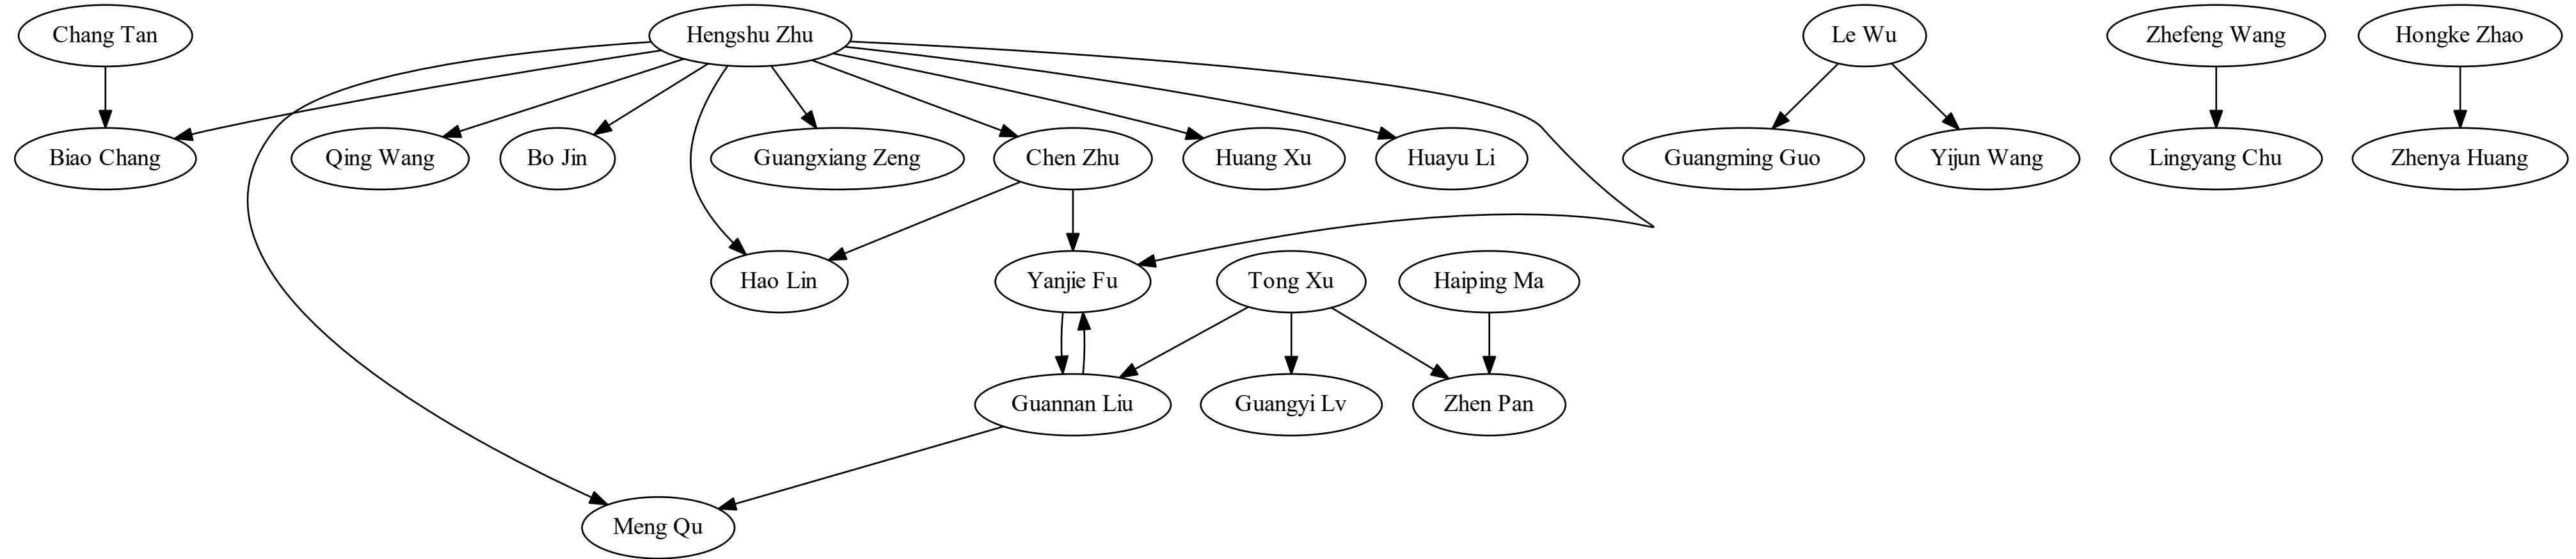 Chang Tan
Hengshu Zhu
Le Wu
Zhefeng Wang
Hongke Zhao
Biao Chang
Qing Wang
Bo Jin
Guangxiang Zeng
Chen Zhu
Huang Xu
Huayu Li
Guangming Guo
Yijun Wang
Lingyang Chu
Zhenya Huang
Hao Lin
Yanjie Fu
Tong Xu
Haiping Ma
Guannan Liu
Guangyi Lv
Zhen Pan
Meng Qu